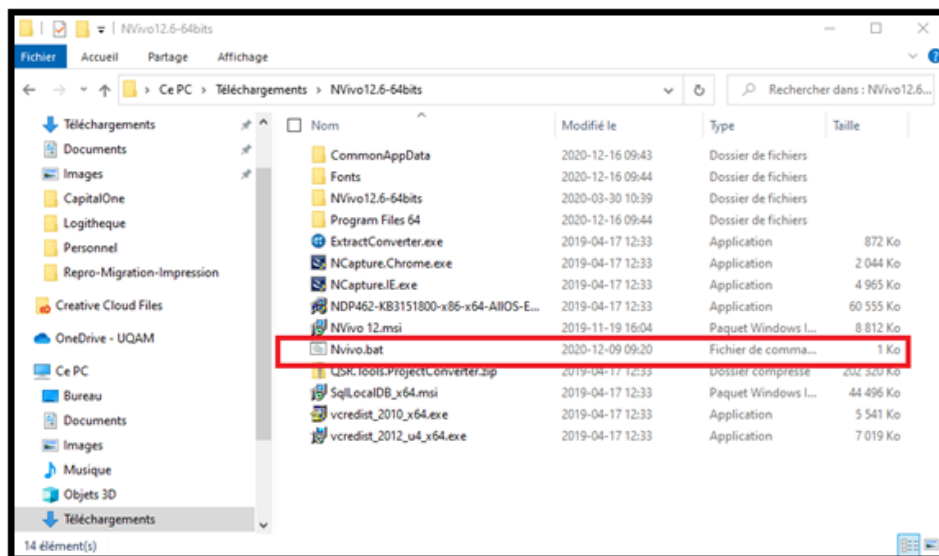 NVivo12.6-64bits
Fichier Accueil Partage Affichage
Ce PC > Téléchargements > NVivo12.6-64bits
Rechercher dans : NVivo12.6...
Téléchargements
Documents
Images
CapitalOne
Logitheque
Personnel
Repro-Migration-Impression
Creative Cloud Files
OneDrive - UQAM
Ce PC
Bureau
Documents
Images
Musique
Objets 3D
Téléchargements
Nom Modifié le Type Taille
CommonAppData 2020-12-16 09:43 Dossier de fichiers
Fonts 2020-12-16 09:44 Dossier de fichiers
NVivo12.6-64bits 2020-03-30 10:39 Dossier de fichiers
Program Files 64 2020-12-16 09:44 Dossier de fichiers
ExtractConverter.exe 2019-04-17 12:33 Application 872 Ko
NCapture.Chrome.exe 2019-04-17 12:33 Application 2 044 Ko
NCapture.IE.exe 2019-04-17 12:33 Application 4 965 Ko
NDP462-KB3151800-x86-x64-AllOS-E... 2019-04-17 12:33 Application 60 555 Ko
NVivo 12.msi 2019-11-19 16:04 Paquet Windows I... 8 812 Ko
Nvivo.bat 2020-12-09 09:20 Fichier de comma... 1 Ko
QSR.Tools.ProjectConverter.zip 2019-04-17 12:33 Dossier compressé 202 320 Ko
SqlLocalDB_x64.msi 2019-04-17 12:33 Paquet Windows I... 44 496 Ko
vcredist_2010_x64.exe 2019-04-17 12:33 Application 5 541 Ko
vcredist_2012_u4_x64.exe 2019-04-17 12:33 Application 7 019 Ko
14 élément(s)